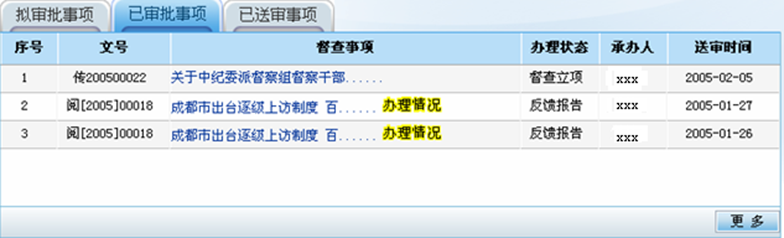 拟审批事项 已审批事项 已送审事项
序号 文号 督查事项 办理状态 承办人 送审时间
1 传200500022 关于中纪委派督察组督察干部...... 督查立项 xxx 2005-02-05
2 阅[2005]00018 成都市出台逐级上访制度 百...... 办理情况 反馈报告 xxx 2005-01-27
3 阅[2005]00018 成都市出台逐级上访制度 百...... 办理情况 反馈报告 xxx 2005-01-26
更 多